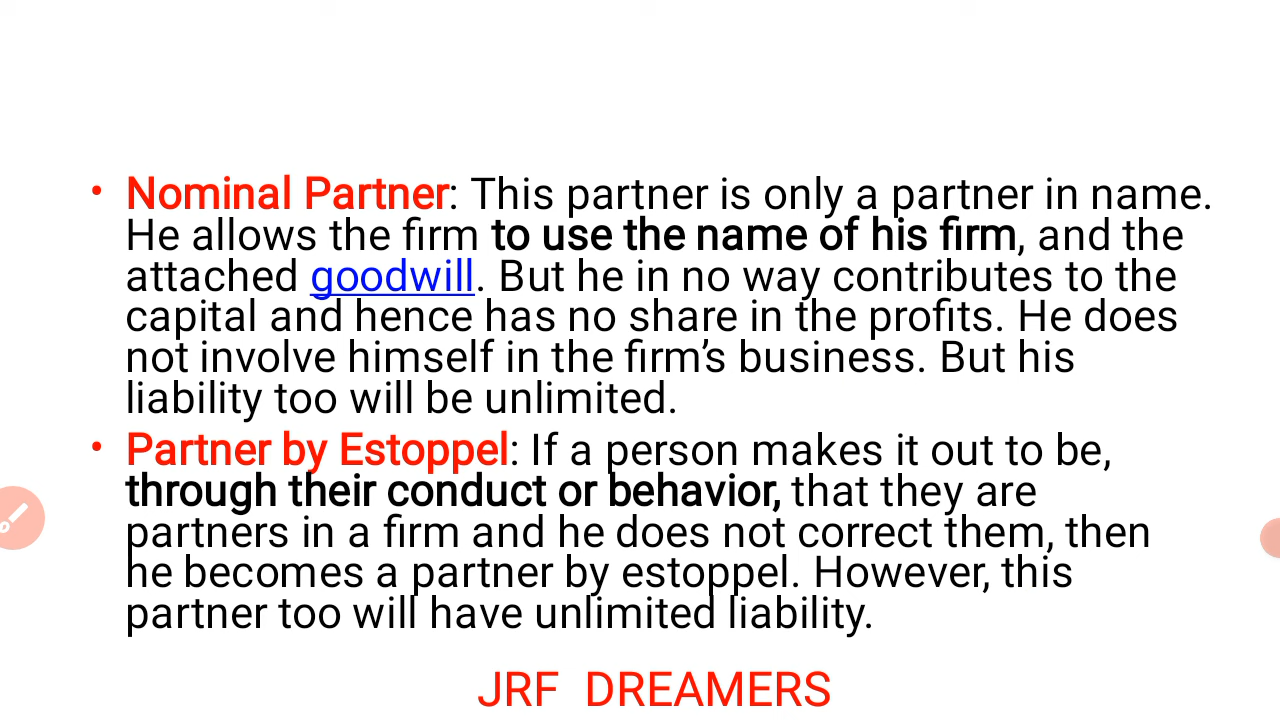 • Nominal Partner: This partner is only a partner in name.
He allows the firm to use the name of his firm, and the
attached goodwill. But he in no way contributes to the
capital and hence has no share in the profits. He does
not involve himself in the firm’s business. But his
liability too will be unlimited.
• Partner by Estoppel: If a person makes it out to be,
through their conduct or behavior, that they are
partners in a firm and he does not correct them, then
he becomes a partner by estoppel. However, this
partner too will have unlimited liability.
JRF DREAMERS